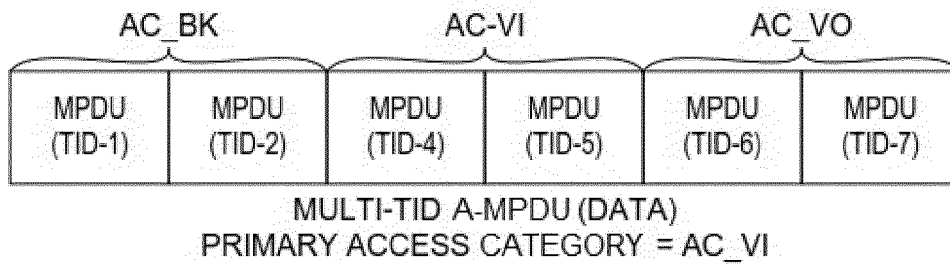 AC_BK AC-VI AC_VO
MPDU MPDU MPDU MPDU MPDU MPDU
(TID-1) (TID-2) (TID-4) (TID-5) (TID-6) (TID-7)
MULTI-TID A-MPDU (DATA)
PRIMARY ACCESS CATEGORY = AC_VI